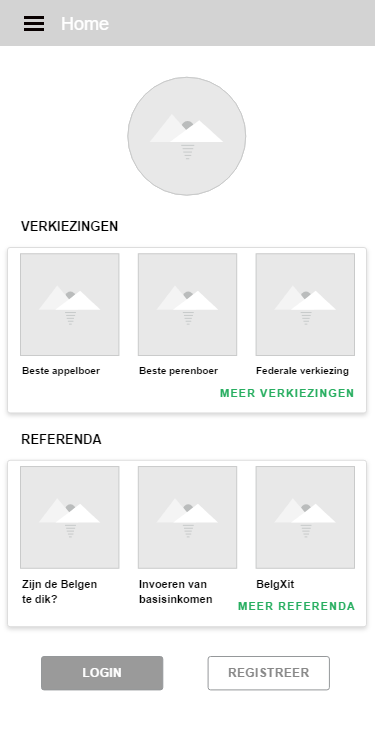 Home
VERKIEZINGEN
Beste appelboer
Beste perenboer
Federale verkiezing
MEER VERKIEZINGEN
REFERENDA
Zijn de Belgen
te dik?
Invoeren van
basisinkomen
BelgXit
MEER REFERENDA
LOGIN
REGISTREER